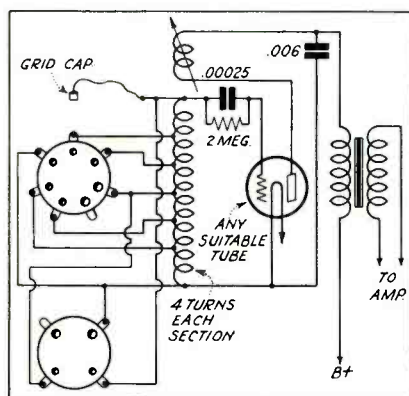 GRID CAP
.00025
.006
2 MEG.
ANY
SUITABLE
TUBE
4 TURNS
EACH
SECTION
TO
AMP.
B+